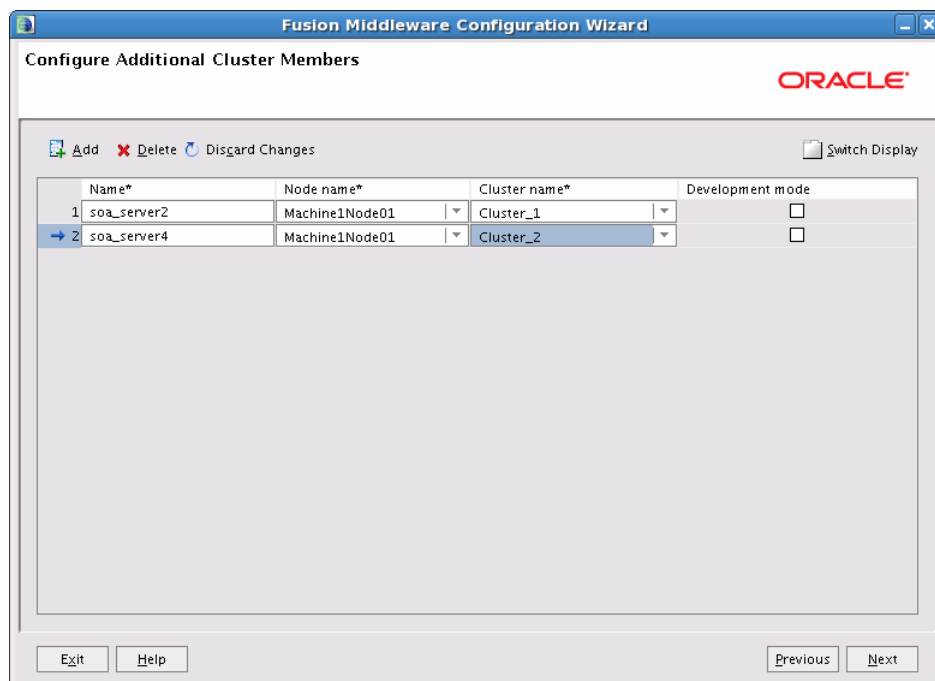 Fusion Middleware Configuration Wizard
Configure Additional Cluster Members
ORACLE
Add Delete Discard Changes Switch Display
Name* Node name* Cluster name* Development mode
1 soa_server2 Machine1Node01 Cluster_1
2 soa_server4 Machine1Node01 Cluster_2
Exit Help Previous Next